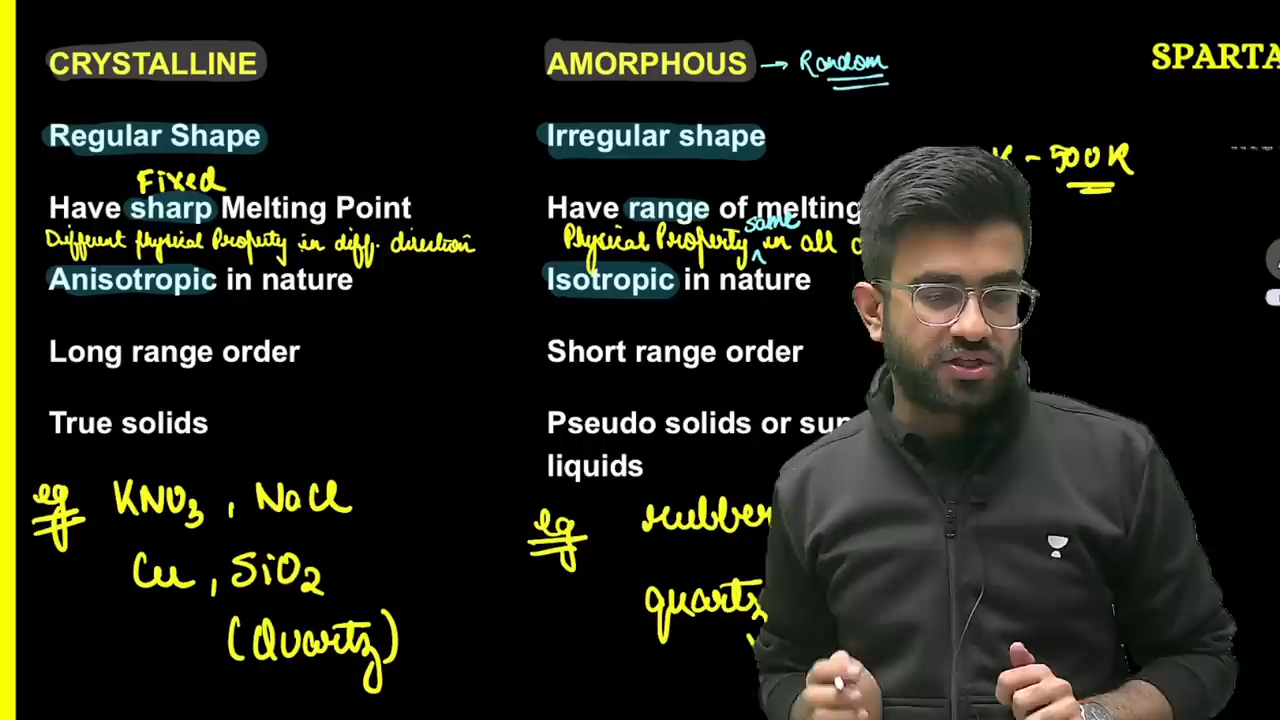 CRYSTALLINE
AMORPHOUS → Random
SPARTA
Regular Shape
Irregular shape
K - 500K
Fixed
Have sharp Melting Point
Have range of melting
Different physical Property in diff. direction
same
Physical Property ^ in all
Anisotropic in nature
Isotropic in nature
Long range order
Short range order
True solids
Pseudo solids or sup
liquids
eg KNO3, NaCl
Cu, SiO2
(Quartz)
eg rubber
quartz